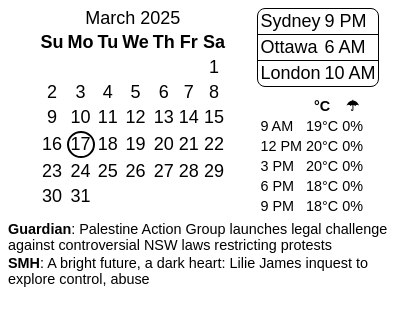 March 2025
Su Mo Tu We Th Fr Sa
1
2 3 4 5 6 7 8
9 10 11 12 13 14 15
16 17 18 19 20 21 22
23 24 25 26 27 28 29
30 31
Sydney 9 PM
Ottawa 6 AM
London 10 AM
°C ☂
9 AM 19°C 0%
12 PM 20°C 0%
3 PM 20°C 0%
6 PM 18°C 0%
9 PM 18°C 0%
Guardian: Palestine Action Group launches legal challenge
against controversial NSW laws restricting protests
SMH: A bright future, a dark heart: Lilie James inquest to
explore control, abuse